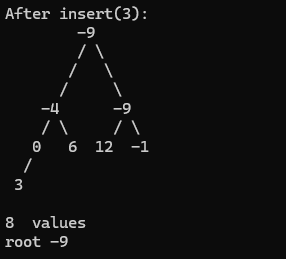 After insert(3):
-9
/ \
/ \
/ \
-4 -9
/ \ / \
0 6 12 -1
/
3
8 values
root -9